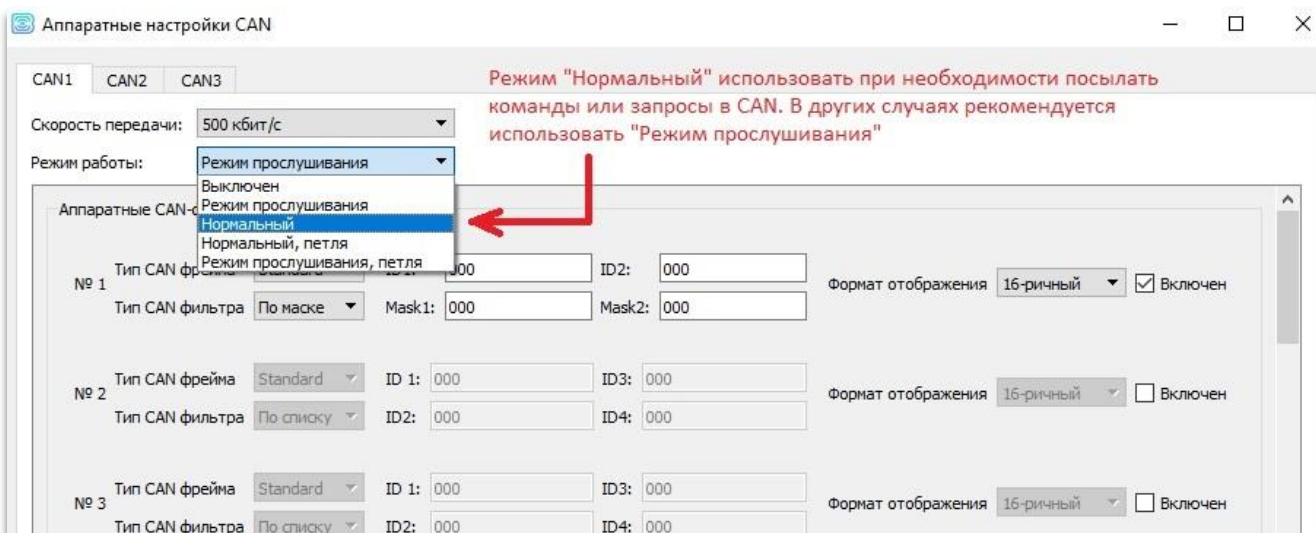 Аппаратные настройки CAN
CAN1 CAN2 CAN3
Режим "Нормальный" использовать при необходимости посылать
команды или запросы в CAN. В других случаях рекомендуется
использовать "Режим прослушивания"
Скорость передачи: 500 кбит/с
Режим работы: Режим прослушивания
Выключен
Режим прослушивания
Нормальный
Нормальный, петля
Режим прослушивания, петля
Аппаратные CAN-
№ 1
Тип CAN 000 ID2: 000
Тип CAN фильтра По маске Mask1: 000 Mask2: 000
Формат отображения 16-ричный Включен
№ 2
Тип CAN фрейма Standard ID 1: 000 ID3: 000
Тип CAN фильтра По списку ID2: 000 ID4: 000
Формат отображения 16-ричный Включен
№ 3
Тип CAN фрейма Standard ID 1: 000 ID3: 000
Тип CAN фильтра По списку ID2: 000 ID4: 000
Формат отображения 16-ричный Включен